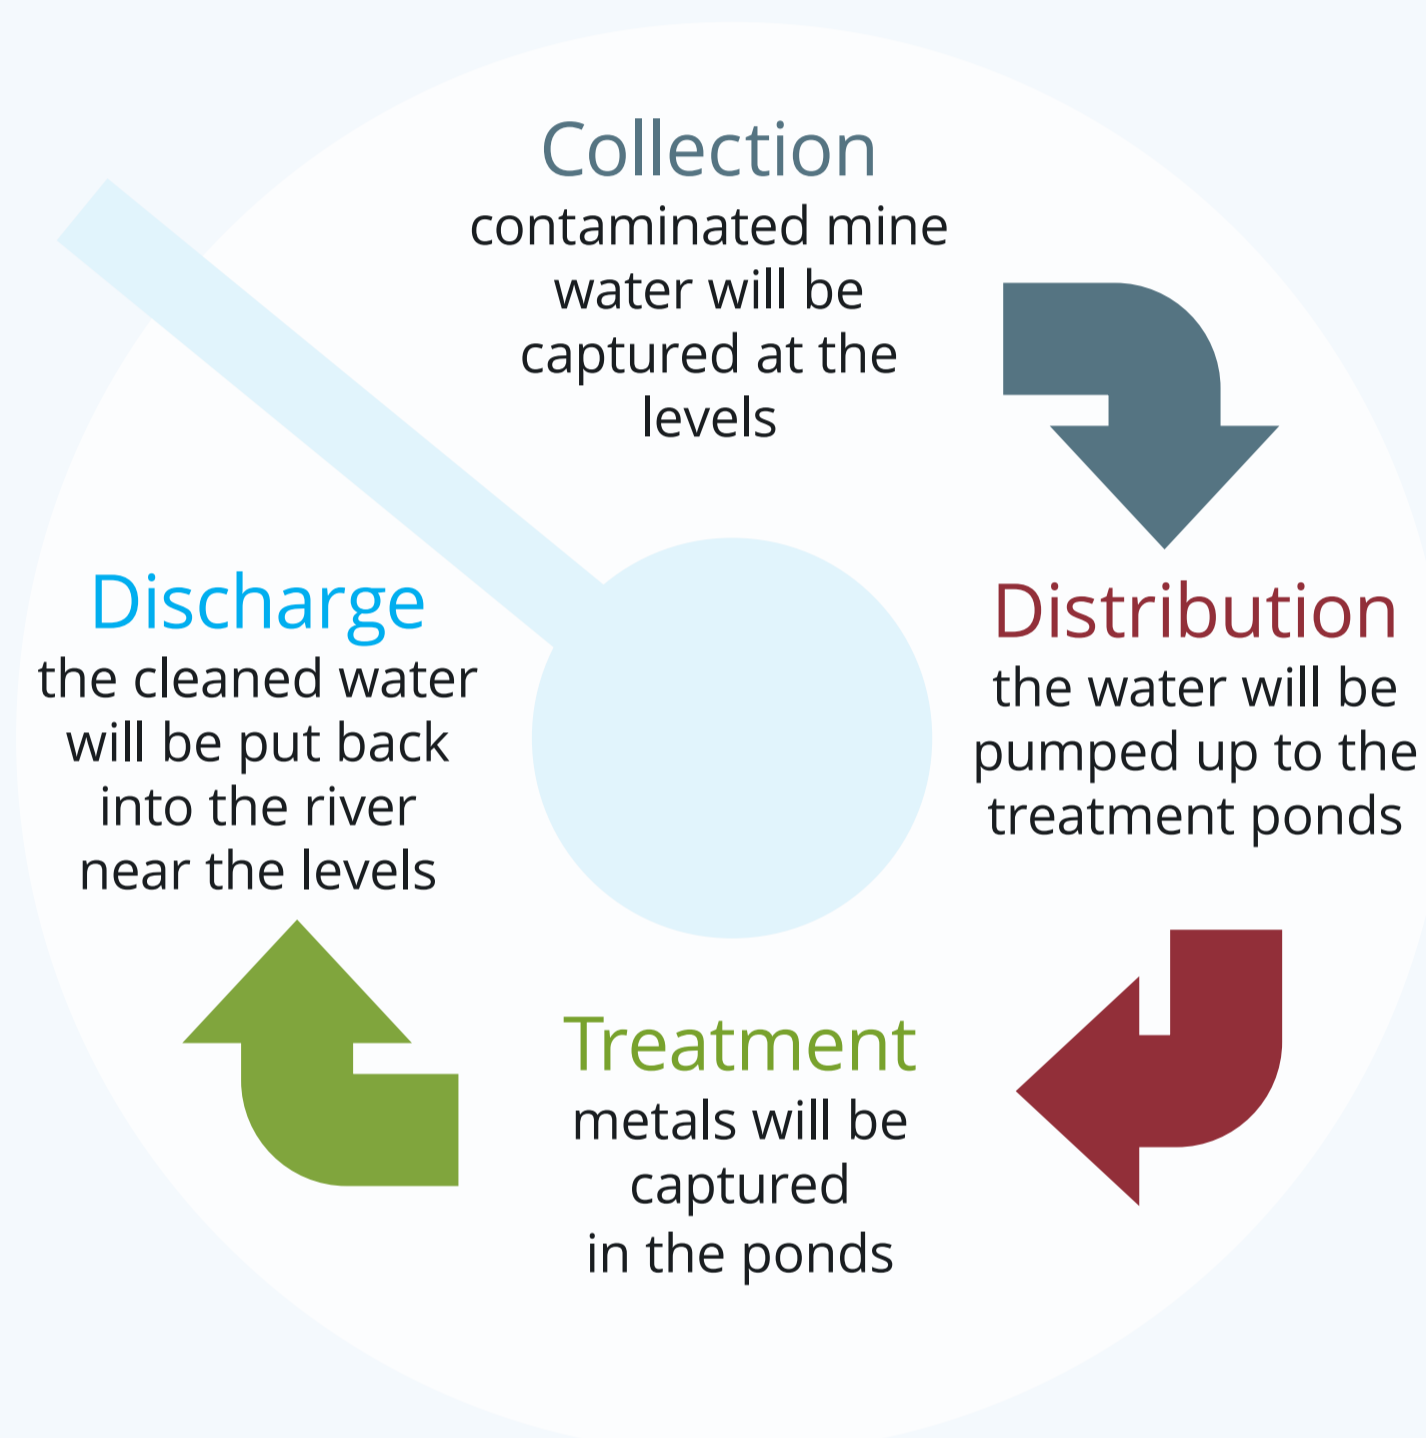 Collection
contaminated mine
water will be
captured at the
levels
Distribution
the water will be
pumped up to the
treatment ponds
Treatment
metals will be
captured
in the ponds
Discharge
the cleaned water
will be put back
into the river
near the levels